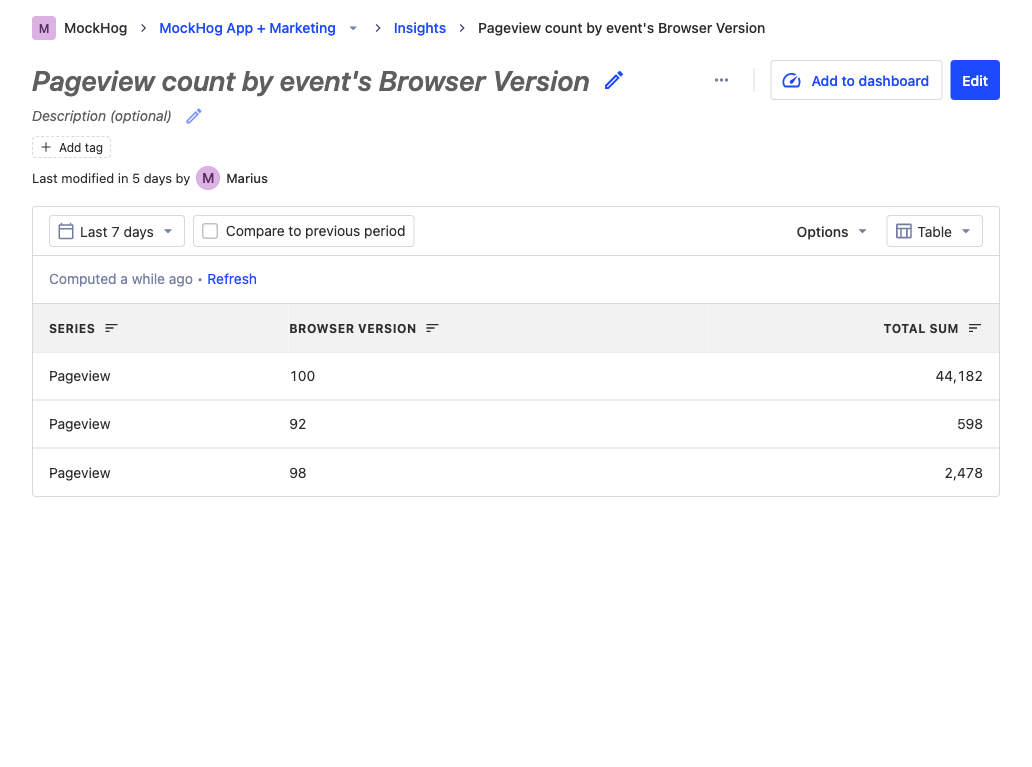 M MockHog MockHog App + Marketing Insights Pageview count by event's Browser Version
Pageview count by event's Browser Version
Add to dashboard
Edit
Description (optional)
Add tag
Last modified in 5 days by M Marius
Last 7 days
Compare to previous period
Options
Table
Computed a while ago • Refresh
SERIES BROWSER VERSION TOTAL SUM
Pageview 100 44,182
Pageview 92 598
Pageview 98 2,478